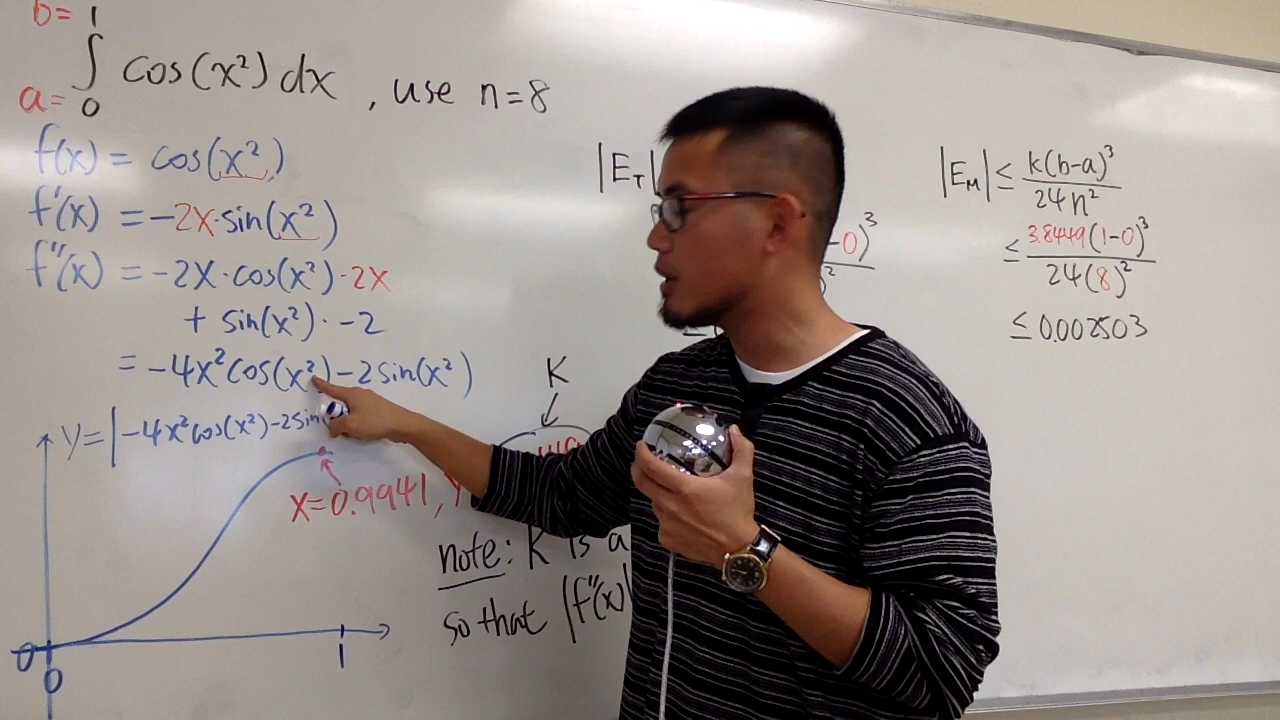 b= 1
∫ cos(x²) dx , use n=8
a= 0
f(x) = cos(x²)
f'(x) = -2x·sin(x²)
f''(x) = -2x·cos(x²)·2x
+ sin(x²)·-2
= -4x²cos(x²)-2sin(x²)
y=|-4x²cos(x²)-2sin
x=0.9941, y
0
0
1
K
note: K is a
so that |f''(x)|
|E_T|
-0)³
²
≤
|E_M| ≤ k(b-a)³ / 24n²
≤ 3.8449(1-0)³ / 24(8)²
≤ 0.002503